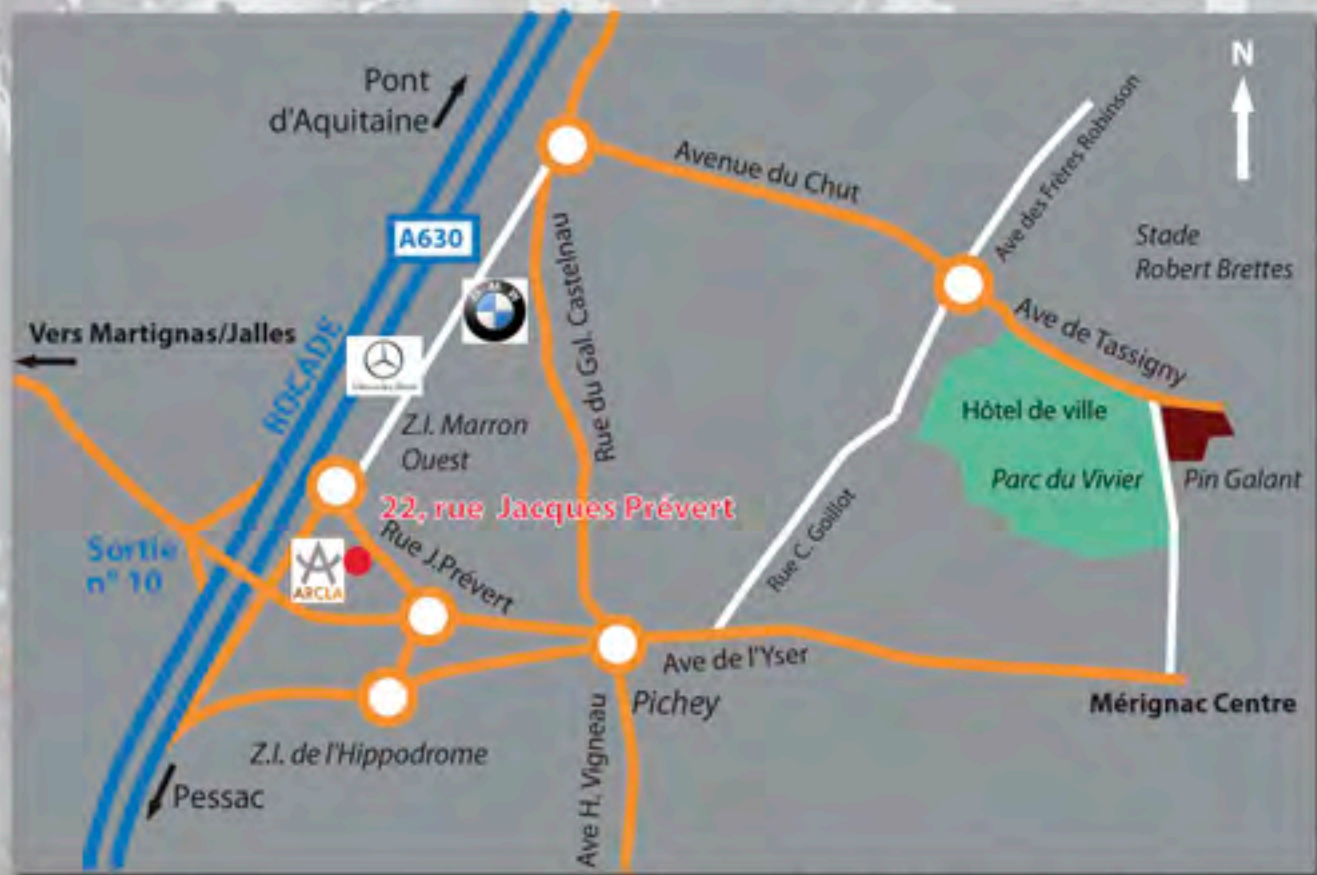 N
Pont
d'Aquitaine
Avenue du Chut
Ave des Frères Robinson
Stade
Robert Brettes
A630
Rue du Gal. Castelnau
Vers Martignas/Jalles
ROCADE
Ave de Tassigny
Hôtel de ville
Z.I. Marron
Ouest
Parc du Vivier
Pin Galant
22, rue Jacques Prévert
Rue C. Goillot
Sortie
n° 10
Rue J.Prévert
ARCLA
Ave de l'Yser
Pichey
Mérignac Centre
Z.I. de l'Hippodrome
Ave H. Vigneau
Pessac